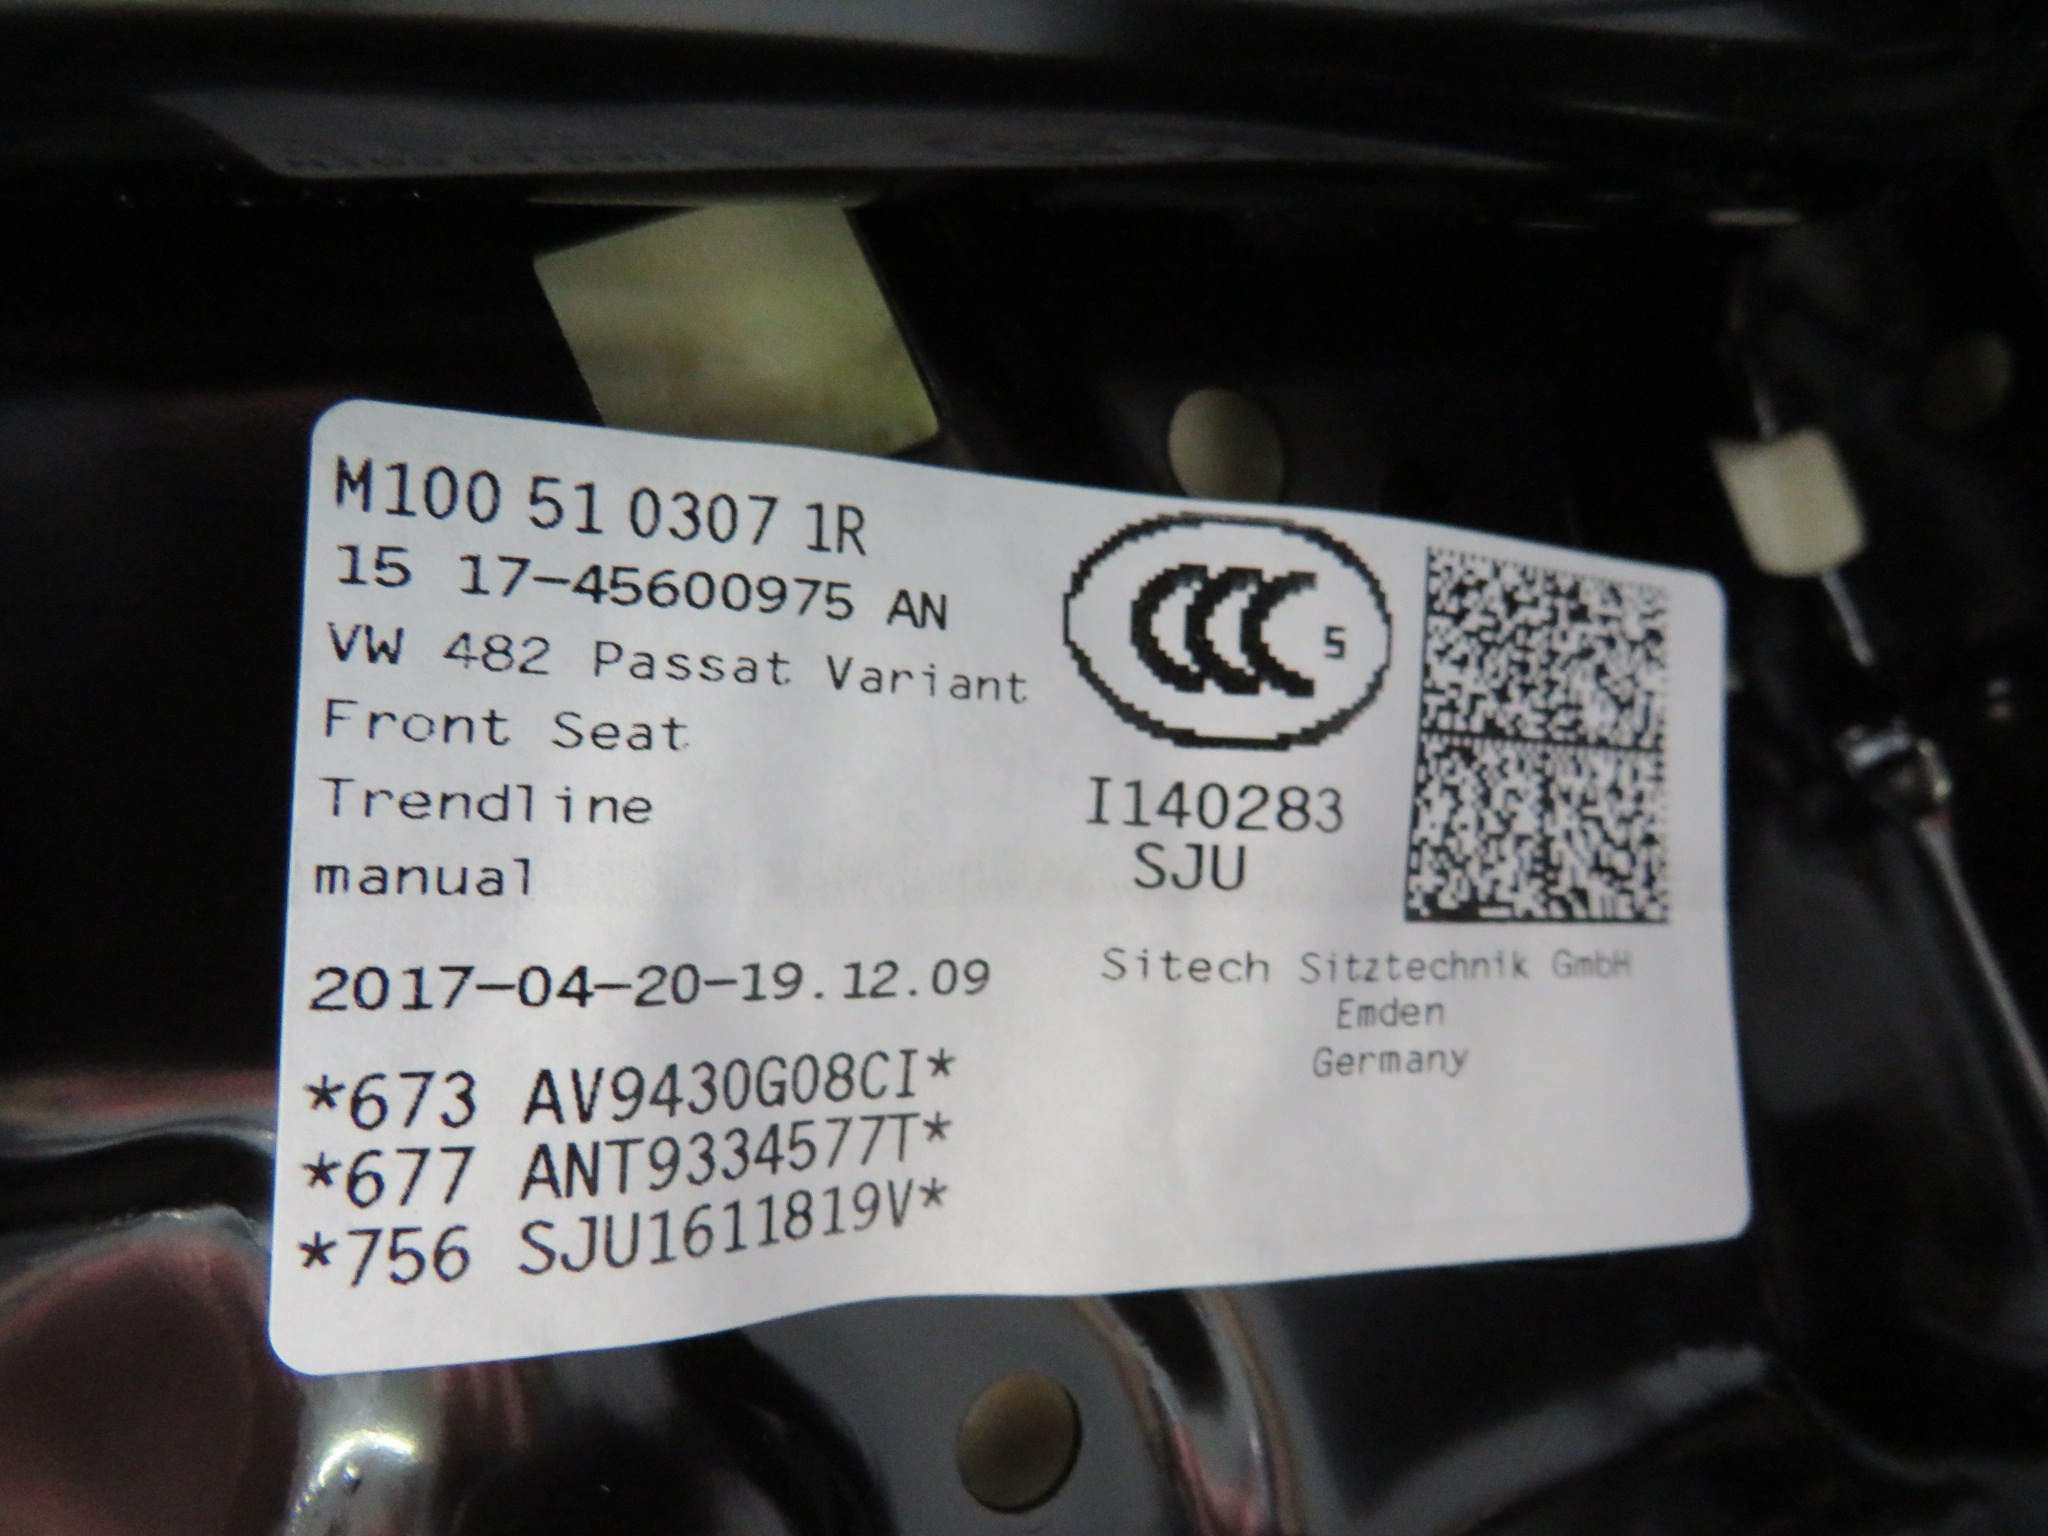 M100 51 0307 1R
15 17-45600975 AN
VW 482 Passat Variant
Front Seat
Trendline
manual
2017-04-20-19.12.09
*673 AV9430G08CI*
*677 ANT9334577T*
*756 SJU1611819V*
CCC S
I140283
SJU
Sitech Sitztechnik GmbH
Emden
Germany